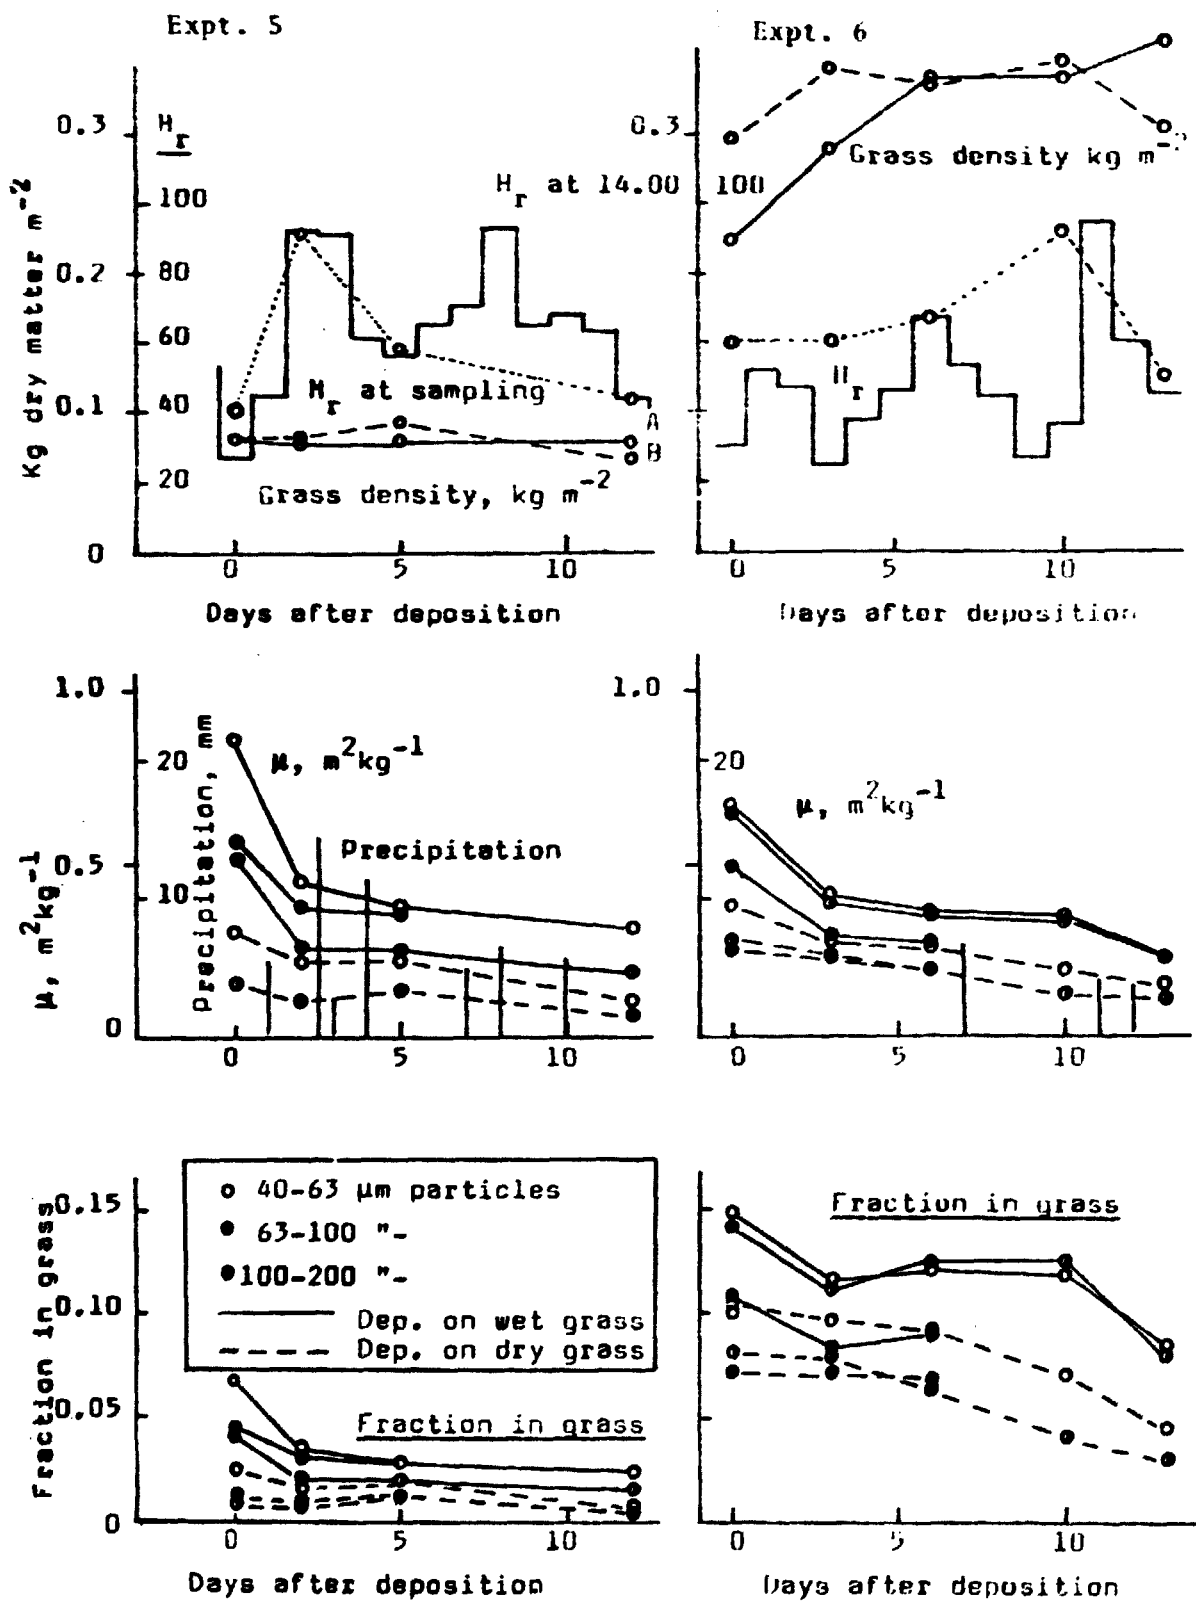 Expt. 5
Expt. 6
Kg dry matter m⁻²
0.3
0.2
0.1
0
H_r
100
80
60
40
20
H_r at 14.00
H_r at sampling
A
B
Grass density, kg m⁻²
0 5 10
Days after deposition
0.3
100
Grass density kg m⁻²
H_r
0 5 10
Days after deposition
μ, m²kg⁻¹
1.0
0.5
0
Precipitation, mm
20
10
μ, m²kg⁻¹
Precipitation
0 5 10
1.0
20
μ, m²kg⁻¹
0 5 10
Fraction in grass
0.15
0.10
0.05
0
o 40-63 μm particles
● 63-100 "-
● 100-200 "-
Dep. on wet grass
Dep. on dry grass
Fraction in grass
0 5 10
Days after deposition
Fraction in grass
0 5 10
Days after deposition